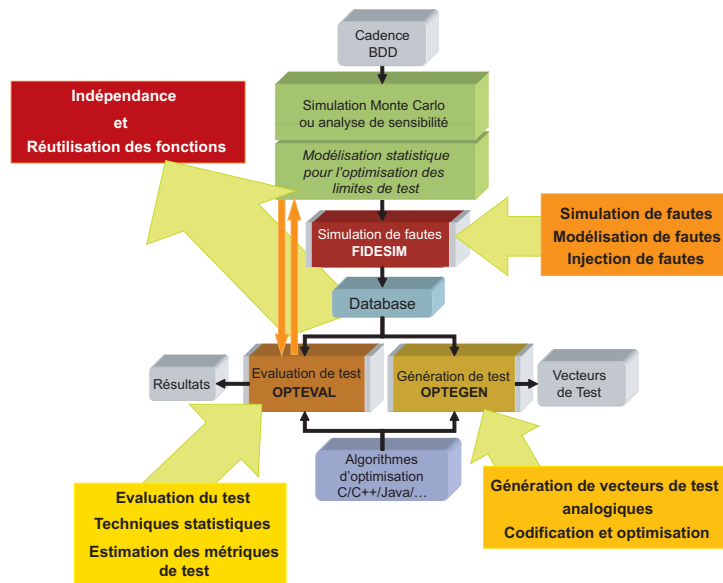 Cadence
BDD
Indépendance
et
Réutilisation des fonctions
Simulation Monte Carlo
ou analyse de sensibilité
Modélisation statistique
pour l'optimisation des
limites de test
Simulation de fautes
FIDESIM
Simulation de fautes
Modélisation de fautes
Injection de fautes
Database
Résultats
Evaluation de test
OPTEVAL
Génération de test
OPTEGEN
Vecteurs
de Test
Algorithmes
d'optimisation
C/C++/Java/…
Evaluation du test
Techniques statistiques
Estimation des métriques
de test
Génération de vecteurs de test
analogiques
Codification et optimisation